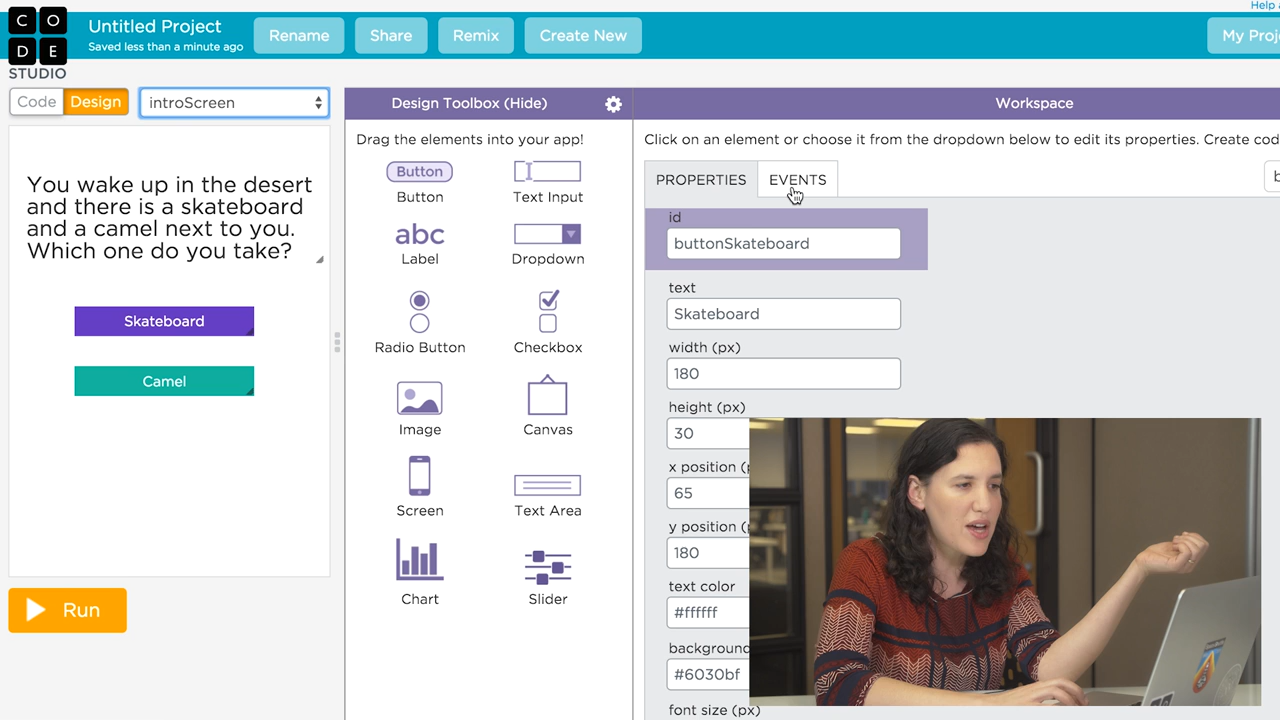 Help
CODE
STUDIO
Untitled Project
Saved less than a minute ago
Rename
Share
Remix
Create New
My Proj
Code
Design
introScreen
You wake up in the desert
and there is a skateboard
and a camel next to you.
Which one do you take?
Skateboard
Camel
Run
Design Toolbox (Hide)
Drag the elements into your app!
Button
Button
Text Input
abc
Label
Dropdown
Radio Button
Checkbox
Image
Canvas
Screen
Text Area
Chart
Slider
Workspace
Click on an element or choose it from the dropdown below to edit its properties. Create cod
PROPERTIES
EVENTS
b
id
buttonSkateboard
text
Skateboard
width (px)
180
height (px)
30
x position (p
65
y position (p
180
text color
#ffffff
background
#6030bf
font size (px)